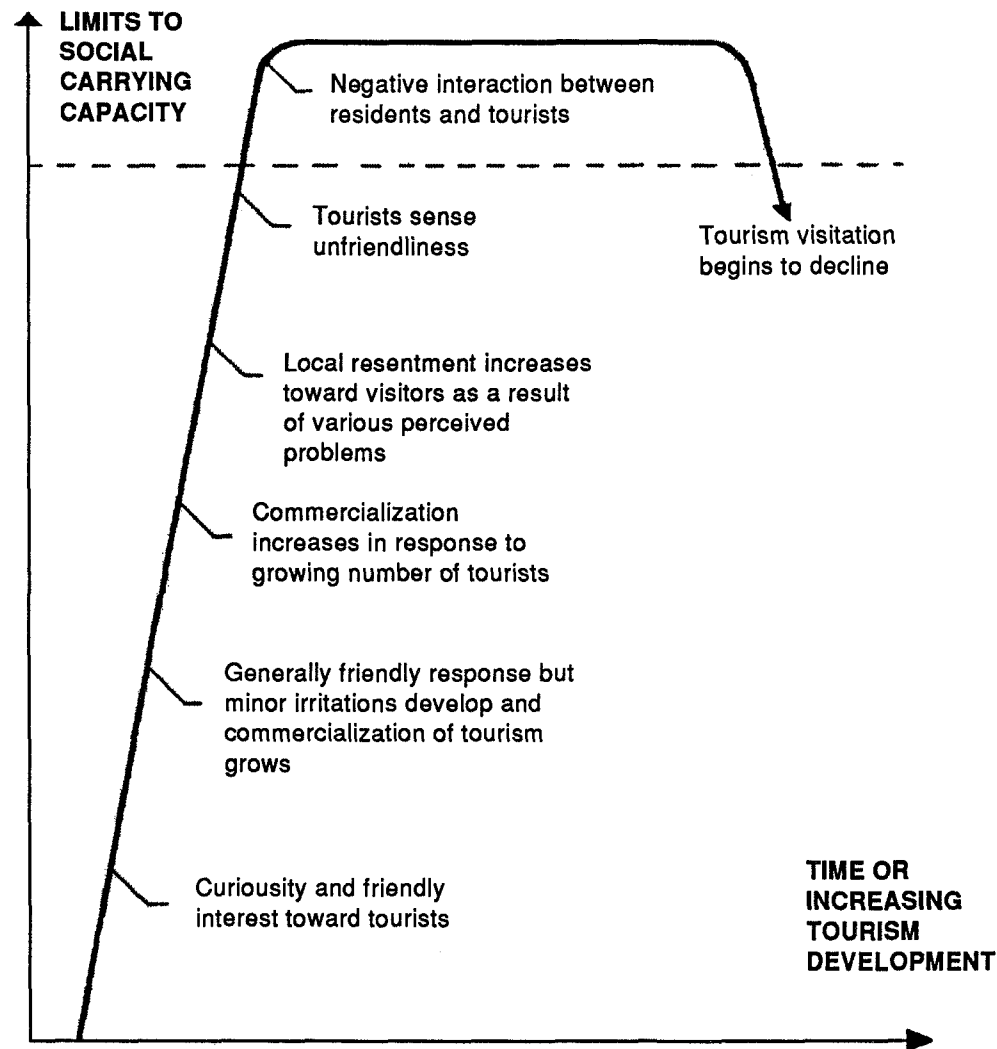 LIMITS TO
SOCIAL
CARRYING
CAPACITY
Negative interaction between
residents and tourists
Tourists sense
unfriendliness
Tourism visitation
begins to decline
Local resentment increases
toward visitors as a result
of various perceived
problems
Commercialization
increases in response to
growing number of tourists
Generally friendly response but
minor irritations develop and
commercialization of tourism
grows
Curiousity and friendly
interest toward tourists
TIME OR
INCREASING
TOURISM
DEVELOPMENT